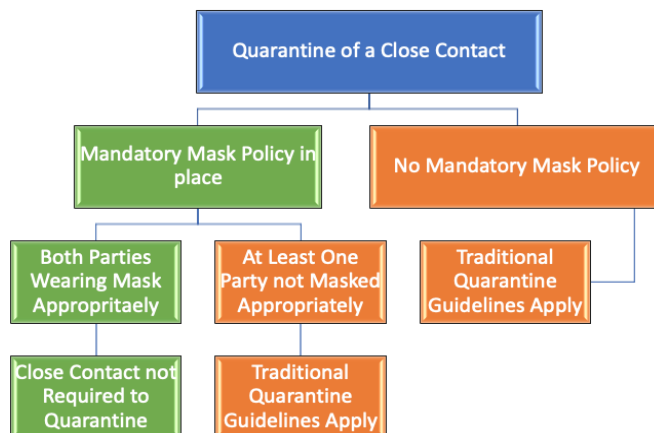 Quarantine of a Close Contact
Mandatory Mask Policy in
place
No Mandatory Mask Policy
Both Parties
Wearing Mask
Appropritaely
At Least One
Party not Masked
Appropriately
Traditional
Quarantine
Guidelines Apply
Close Contact not
Required to
Quarantine
Traditional
Quarantine
Guidelines Apply